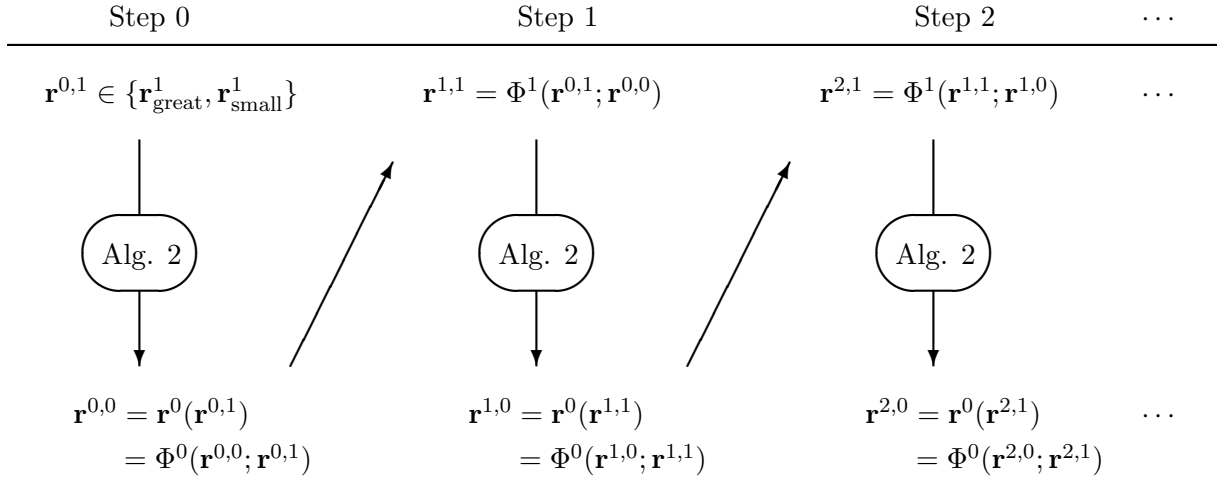 Step 0 Step 1 Step 2 ⋯
𝐫^{0,1} ∈ {𝐫^1_great, 𝐫^1_small} 𝐫^{1,1} = Φ^1(𝐫^{0,1}; 𝐫^{0,0}) 𝐫^{2,1} = Φ^1(𝐫^{1,1}; 𝐫^{1,0}) ⋯
Alg. 2 Alg. 2 Alg. 2
𝐫^{0,0} = 𝐫^0(𝐫^{0,1}) 𝐫^{1,0} = 𝐫^0(𝐫^{1,1}) 𝐫^{2,0} = 𝐫^0(𝐫^{2,1}) ⋯
= Φ^0(𝐫^{0,0}; 𝐫^{0,1}) = Φ^0(𝐫^{1,0}; 𝐫^{1,1}) = Φ^0(𝐫^{2,0}; 𝐫^{2,1})